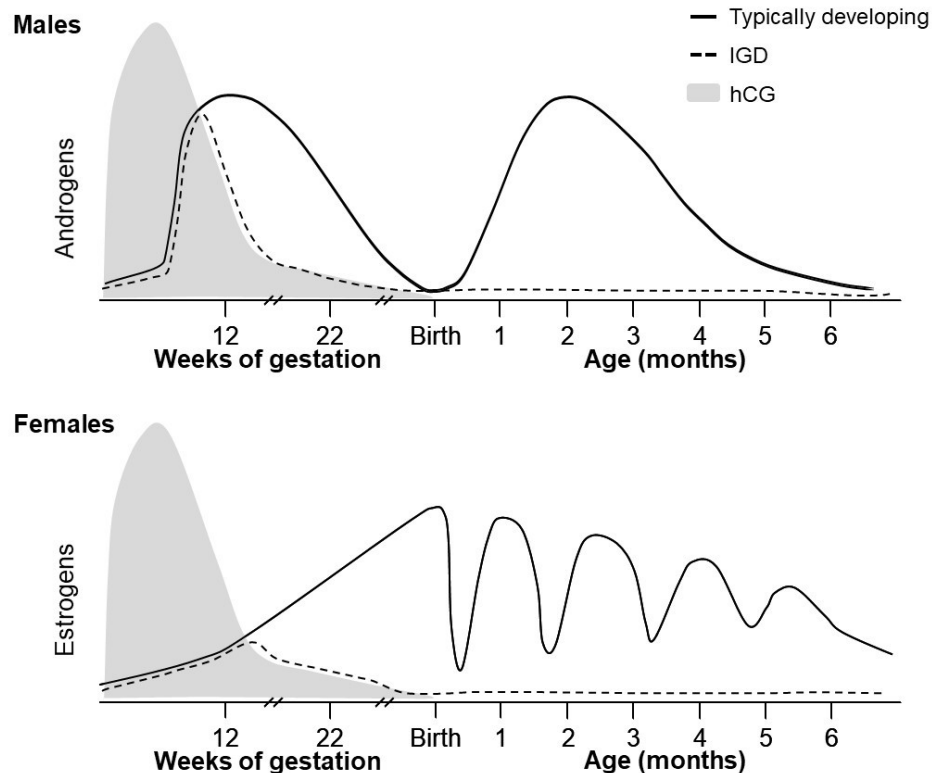 Males
Typically developing
IGD
hCG
Androgens
12 22 Birth 1 2 3 4 5 6
Weeks of gestation Age (months)
Females
Estrogens
12 22 Birth 1 2 3 4 5 6
Weeks of gestation Age (months)